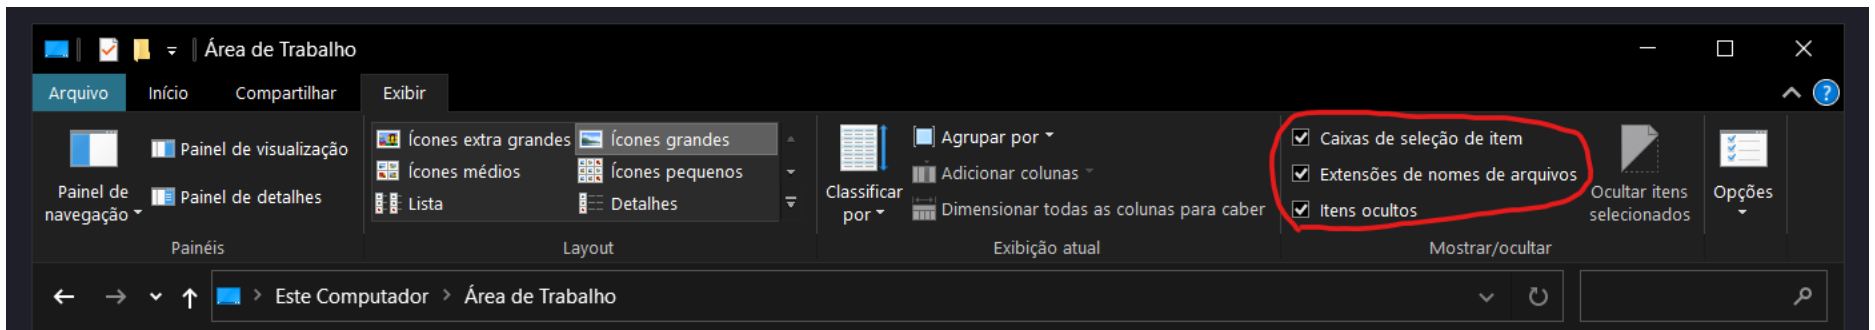 Área de Trabalho
Arquivo Início Compartilhar Exibir
Painel de navegação
Painel de visualização
Painel de detalhes
Painéis
Ícones extra grandes Ícones grandes
Ícones médios Ícones pequenos
Lista Detalhes
Layout
Classificar por
Agrupar por
Adicionar colunas
Dimensionar todas as colunas para caber
Exibição atual
Caixas de seleção de item
Extensões de nomes de arquivos
Itens ocultos
Ocultar itens
selecionados
Mostrar/ocultar
Opções
Este Computador > Área de Trabalho